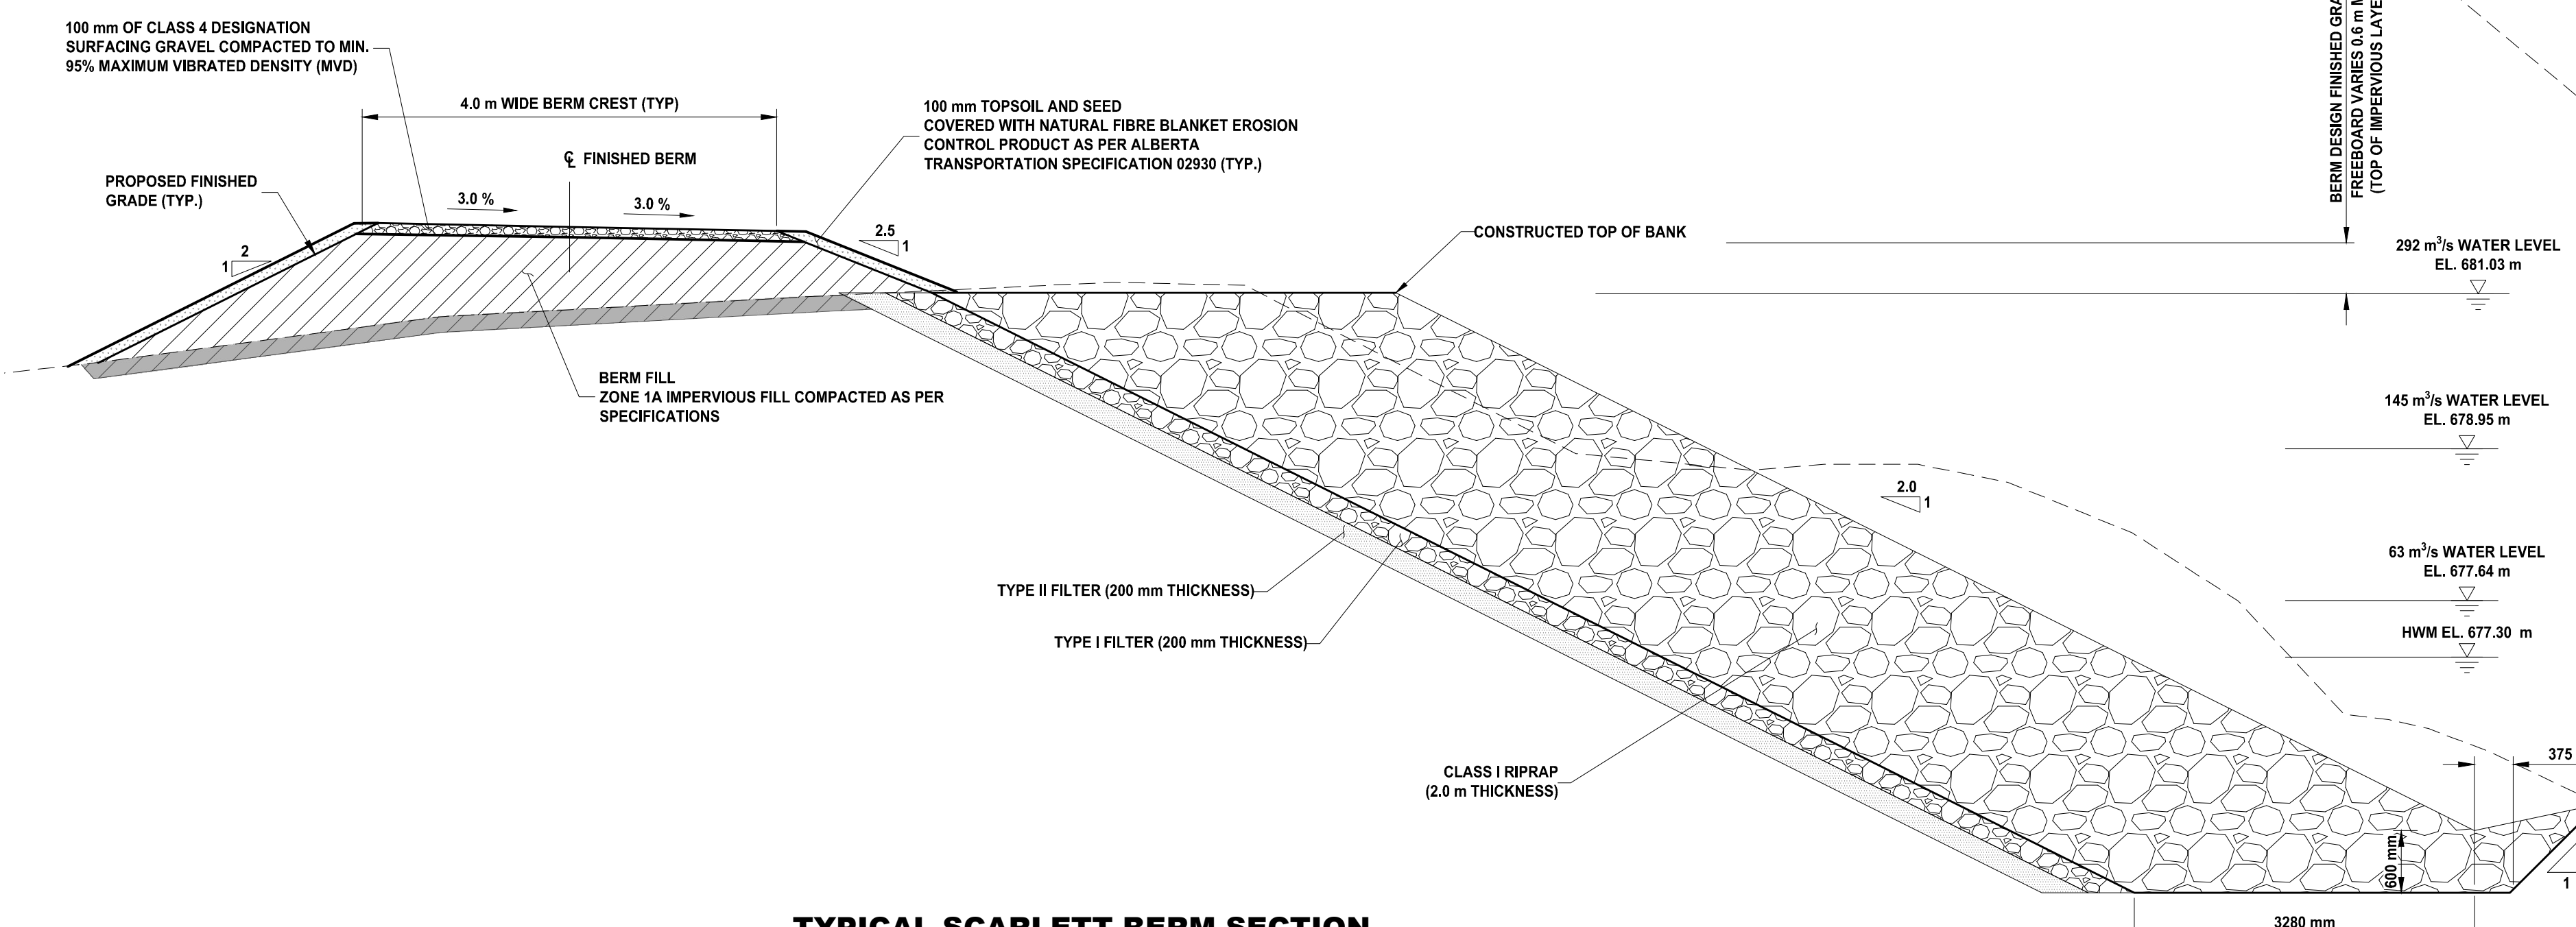 100 mm OF CLASS 4 DESIGNATION
SURFACING GRAVEL COMPACTED TO MIN.
95% MAXIMUM VIBRATED DENSITY (MVD)
4.0 m WIDE BERM CREST (TYP)
℄ FINISHED BERM
PROPOSED FINISHED
GRADE (TYP.)
3.0 %
3.0 %
100 mm TOPSOIL AND SEED
COVERED WITH NATURAL FIBRE BLANKET EROSION
CONTROL PRODUCT AS PER ALBERTA
TRANSPORTATION SPECIFICATION 02930 (TYP.)
2
1
2.5
1
CONSTRUCTED TOP OF BANK
BERM DESIGN FINISHED
FREEBOARD VARIES 0.6 m
(TOP OF IMPERVIOUS
292 m³/s WATER LEVEL
EL. 681.03 m
BERM FILL
ZONE 1A IMPERVIOUS FILL COMPACTED AS PER
SPECIFICATIONS
145 m³/s WATER LEVEL
EL. 678.95 m
2.0
1
63 m³/s WATER LEVEL
EL. 677.64 m
HWM EL. 677.30 m
TYPE II FILTER (200 mm THICKNESS)
TYPE I FILTER (200 mm THICKNESS)
CLASS I RIPRAP
(2.0 m THICKNESS)
375
600 mm
1
3280 mm
TYPICAL SCARLETT BERM SECTION